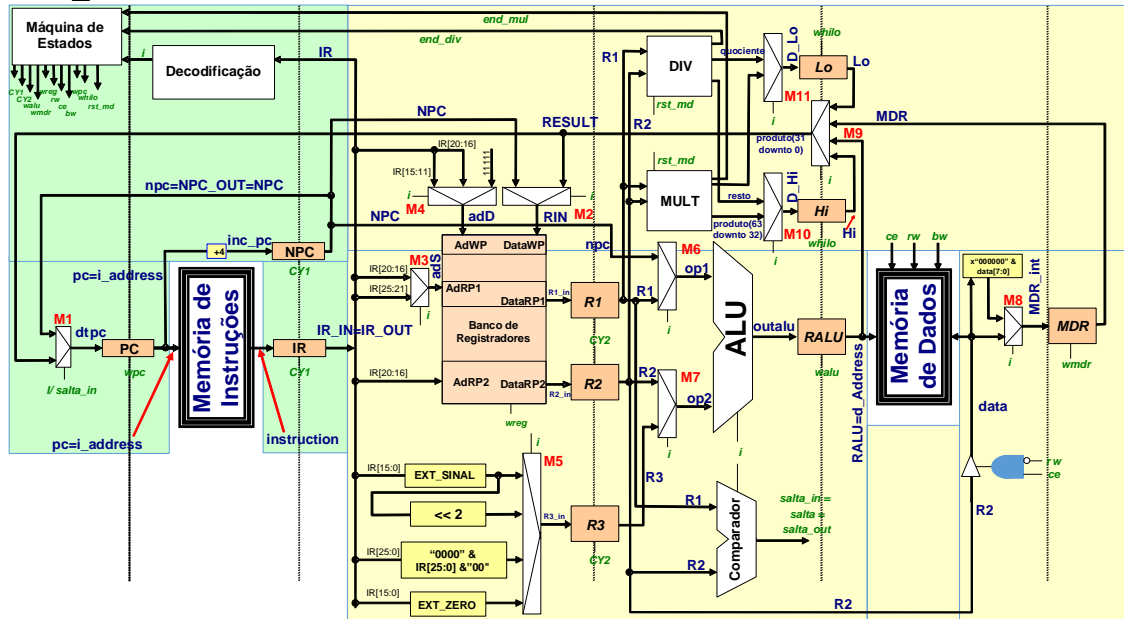 Máquina de
Estados
CY1
CY2
walu
wmdr
wreg
rw
ce
bw
wpc
whilo
rst_md
i
Decodificação
IR
end_mul
end_div
NPC
RESULT
R1
R2
DIV
rst_md
quociente
D_Lo
M11
i
whilo
Lo
Lo
MDR
M9
produto(31
downto 0)
i
rst_md
MULT
resto
produto(63
downto 32)
D_Hi
M10
i
Hi
whilo
Hi
IR[20:16]
IR[15:11]
11111
i
M4
adD
RIN
M2
i
npc=NPC_OUT=NPC
NPC
npc
inc_pc
+4
NPC
CY1
pc=i_address
M1
dtpc
PC
wpc
I/ salta_in
Memória de
Instruções
pc=i_address
instruction
IR_IN=IR_OUT
IR
CY1
AdWP
DataWP
M3
adS
IR[20:16]
IR[25:21]
i
AdRP1
DataRP1
Banco de
Registradores
IR[20:16]
AdRP2
DataRP2
wreg
R1_in
R1
CY2
R2_in
R2
R1
M6
op1
i
R2
M7
op2
i
ALU
i
outalu
RALU
walu
RALU=d_Address
ce
rw
bw
Memória
de Dados
x“000000” &
data[7:0]
M8
i
MDR_int
MDR
wmdr
data
rw
ce
R2
i
M5
IR[15:0]
EXT_SINAL
<< 2
IR[25:0]
“0000” &
IR[25:0] &"00"
IR[15:0]
EXT_ZERO
R3_in
R3
CY2
R3
R1
R2
Comparador
salta_in =
salta =
salta_out
R2